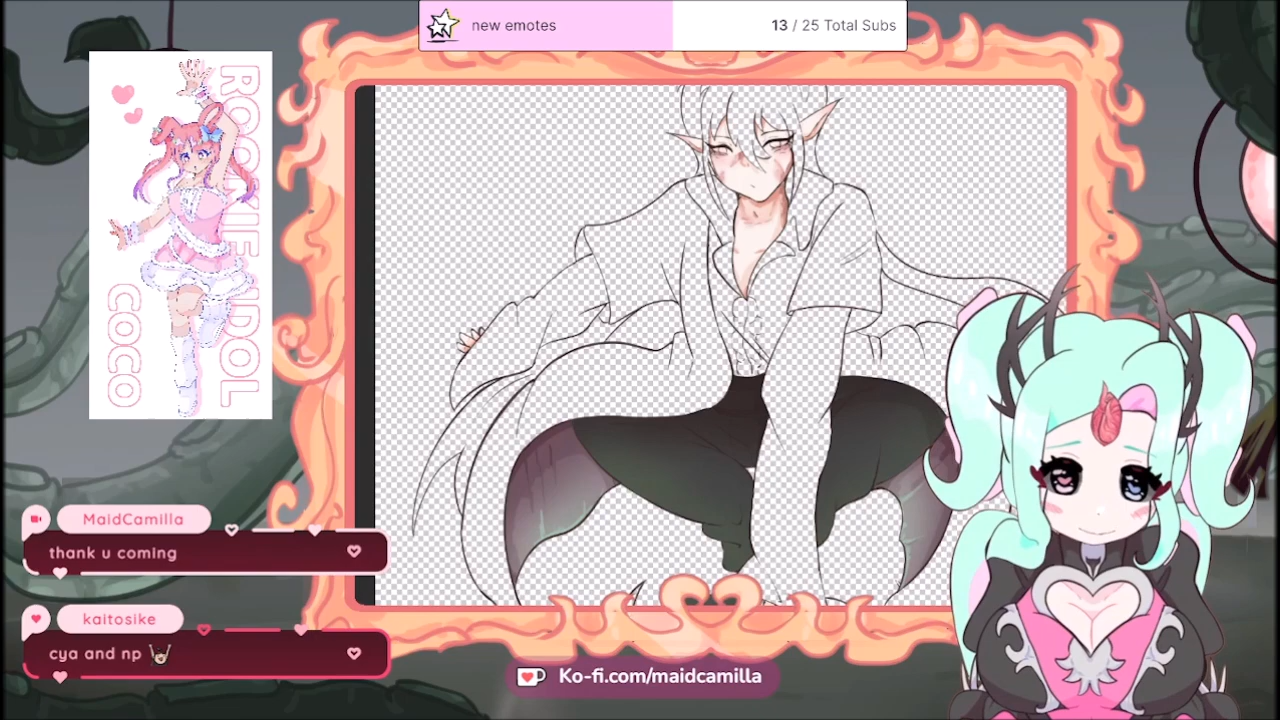 new emotes
13 / 25 Total Subs
ROOKIE IDOL
COCO
MaidCamilla
thank u coming
kaitosike
cya and np
Ko-fi.com/maidcamilla